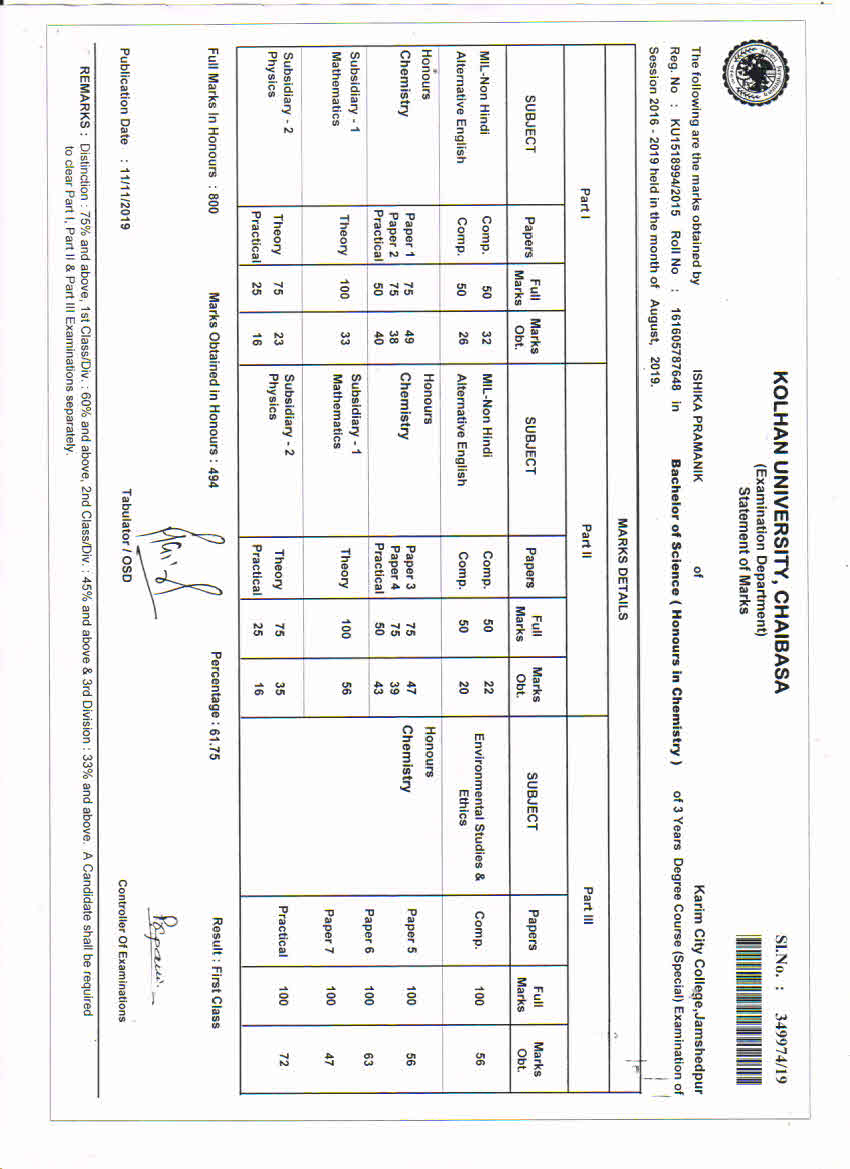 KOLHAN UNIVERSITY, CHAIBASA
(Examination Department)
Statement of Marks
Sl.No. : 349974/19
The following are the marks obtained by ISHIKA PRAMANIK of Karim City College,Jamshedpur
Reg. No : KU1518994/2015 Roll No : 161605787648 in Bachelor of Science ( Honours in Chemistry ) of 3 Years Degree Course (Special) Examination of
Session 2016 - 2019 held in the month of August, 2019.
MARKS DETAILS
Part I Part II Part III
SUBJECT Papers Full Marks Marks Obt. SUBJECT Papers Full Marks Marks Obt. SUBJECT Papers Full Marks Marks Obt.
MIL-Non Hindi Comp. 50 32 MIL-Non Hindi Comp. 50 22 Environmental Studies & Ethics Comp. 100 56
Alternative English Comp. 50 26 Alternative English Comp. 50 20
Honours Honours Honours
Chemistry Paper 1 75 49 Chemistry Paper 3 75 47 Chemistry Paper 5 100 56
Paper 2 75 38 Paper 4 75 39 Paper 6 100 63
Practical 50 40 Practical 50 43 Paper 7 100 47
Subsidiary - 1 Mathematics Theory 100 33 Subsidiary - 1 Mathematics Theory 100 56 Practical 100 72
Subsidiary - 2 Physics Theory 75 23 Subsidiary - 2 Physics Theory 75 35
Practical 25 16 Practical 25 16
Full Marks In Honours : 800 Marks Obtained in Honours : 494 Percentage : 61.75 Result : First Class
Publication Date : 11/11/2019 Tabulator / OSD Controller Of Examinations
REMARKS : Distinction : 75% and above, 1st Class/Div. : 60% and above, 2nd Class/Div. : 45% and above & 3rd Division : 33% and above. A Candidate shall be required
to clear Part I, Part II & Part III Examinations separately.